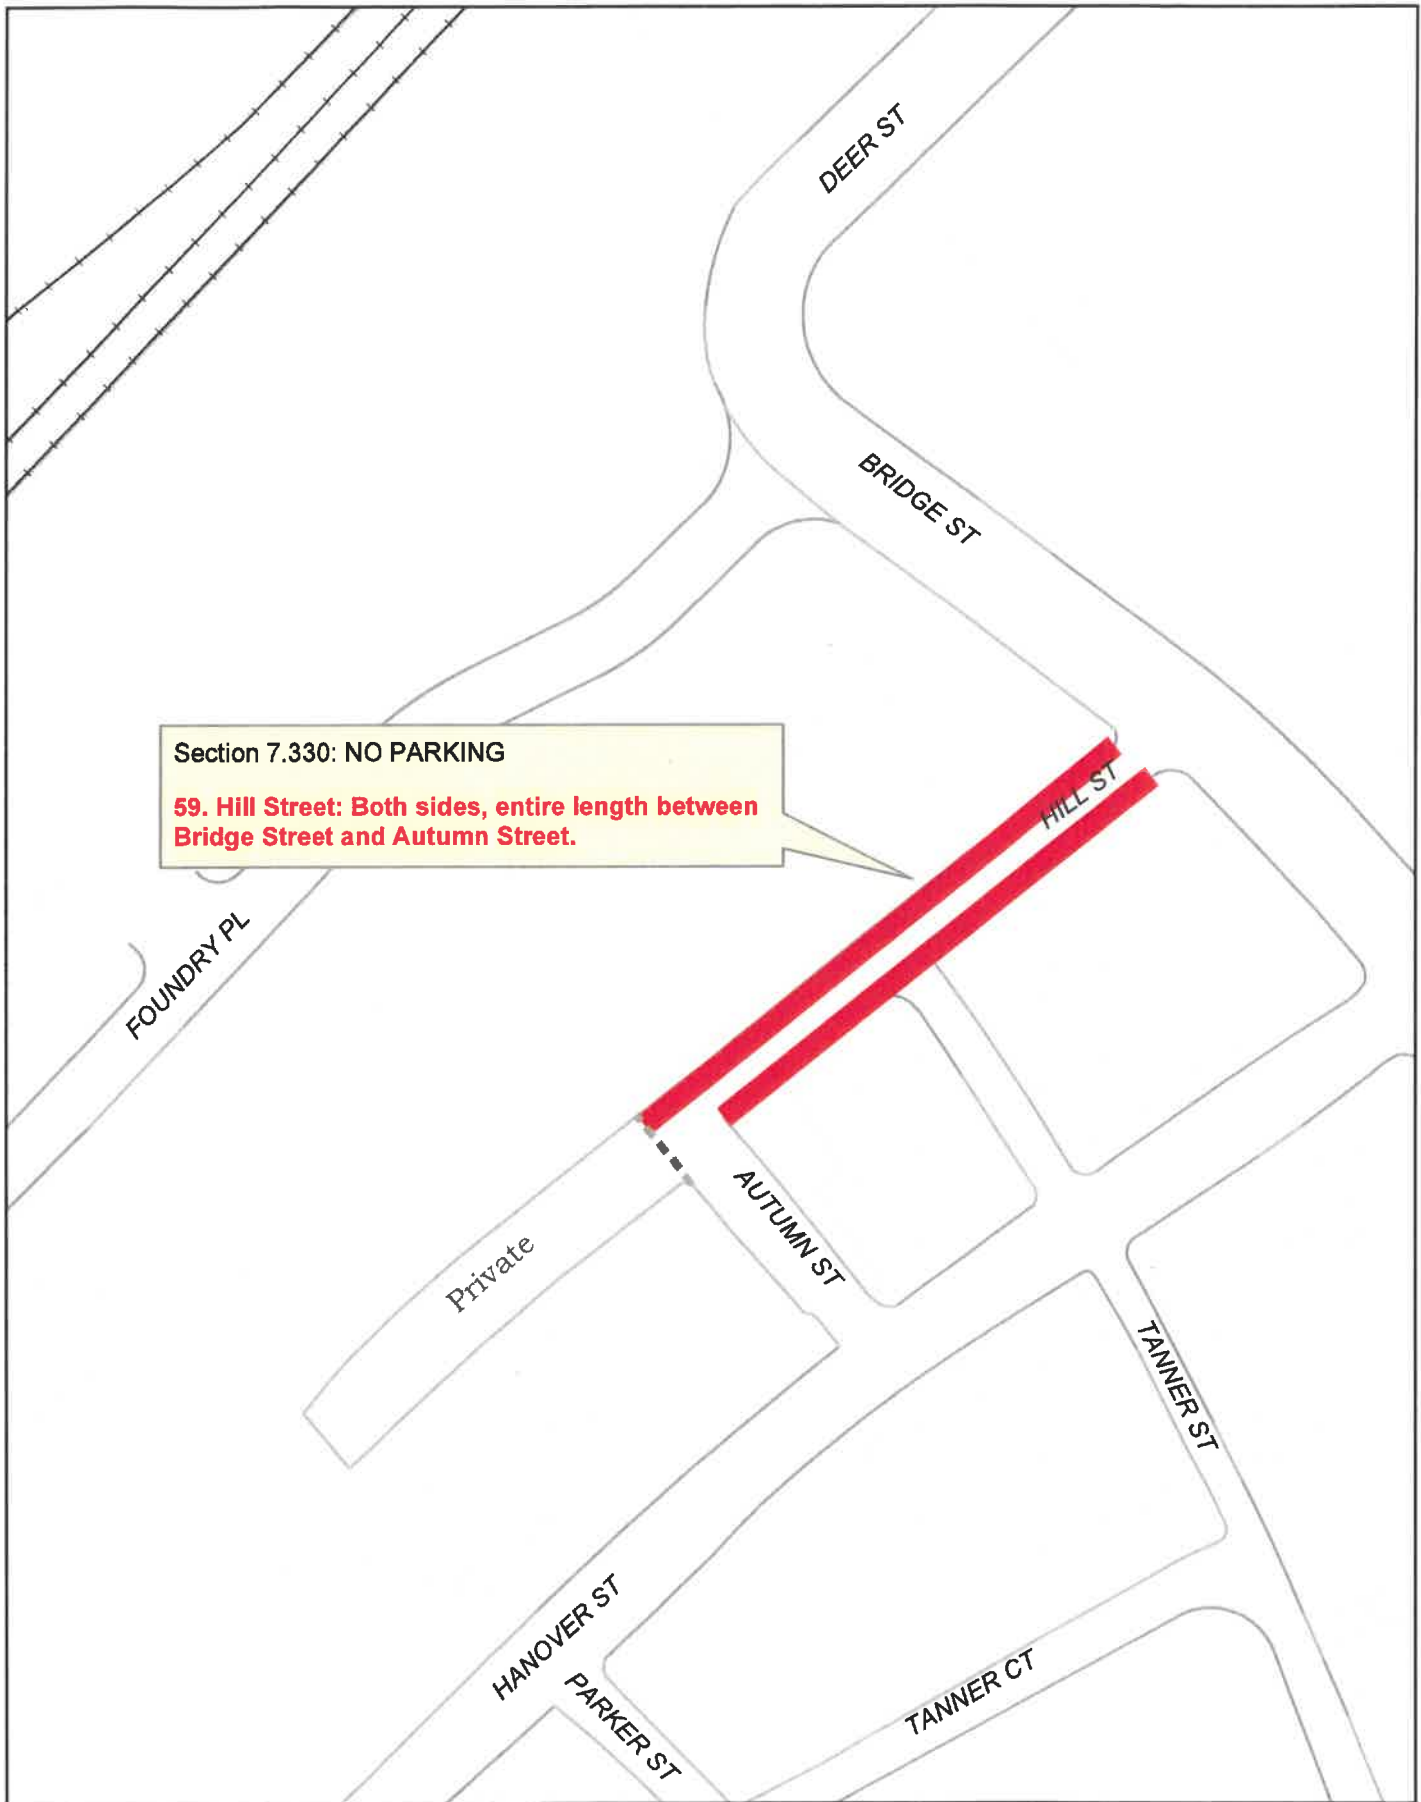 DEER ST
BRIDGE ST
Section 7.330: NO PARKING
59. Hill Street: Both sides, entire length between
Bridge Street and Autumn Street.
HILL ST
FOUNDRY PL
AUTUMN ST
Private
TANNER ST
HANOVER ST
PARKER ST
TANNER CT